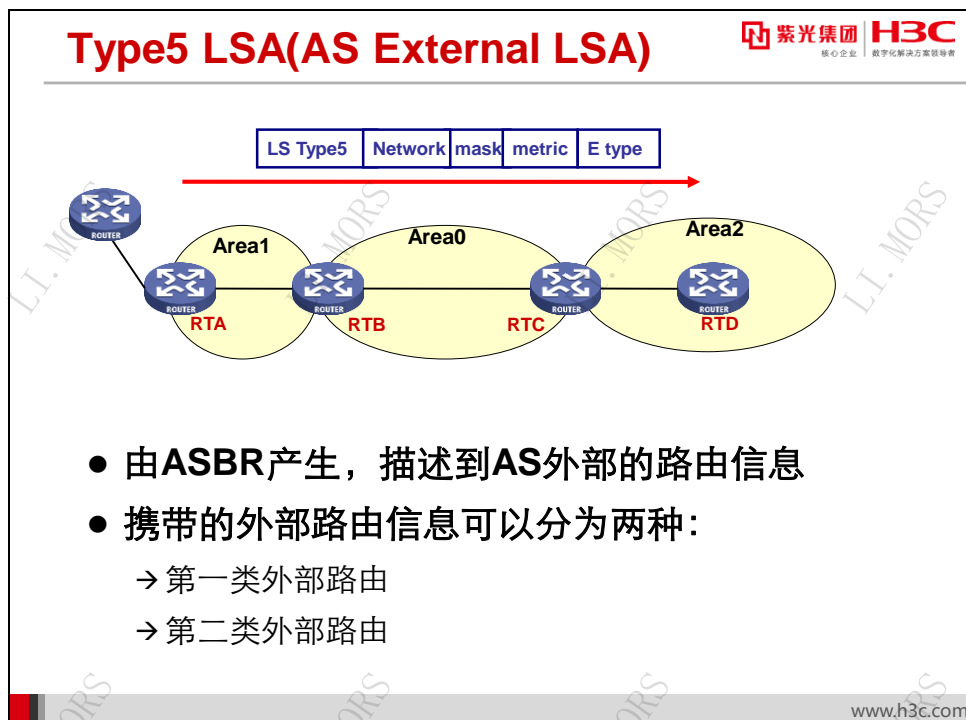 Type5 LSA(AS External LSA)
紫光集团 H3C
核心企业 数字化解决方案领导者
LS Type5 Network mask metric E type
ROUTER
Area1
Area0
Area2
ROUTER
ROUTER
ROUTER
ROUTER
RTA
RTB
RTC
RTD
● 由ASBR产生，描述到AS外部的路由信息
● 携带的外部路由信息可以分为两种：
→第一类外部路由
→第二类外部路由
LI. MORS
LI. MORS
www.h3c.com